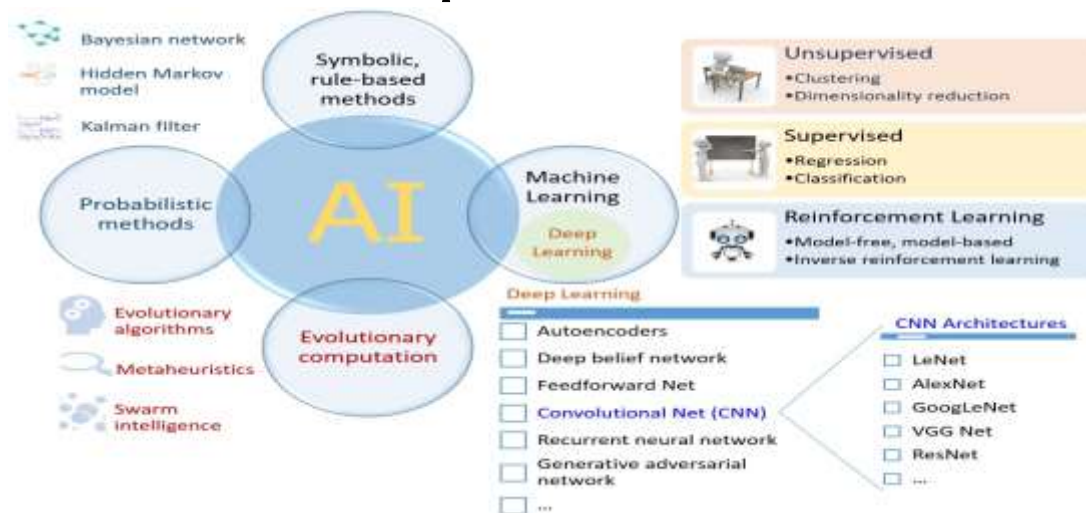 Bayesian network
Hidden Markov
model
Kalman filter
Symbolic,
rule-based
methods
Probabilistic
methods
AI
Machine
Learning
Deep
Learning
Evolutionary
computation
Evolutionary
algorithms
Metaheuristics
Swarm
intelligence
Unsupervised
•Clustering
•Dimensionality reduction
Supervised
•Regression
•Classification
Reinforcement Learning
•Model-free, model-based
•Inverse reinforcement learning
Deep Learning
Autoencoders
Deep belief network
Feedforward Net
Convolutional Net (CNN)
Recurrent neural network
Generative adversarial
network
...
CNN Architectures
LeNet
AlexNet
GoogLeNet
VGG Net
ResNet
...